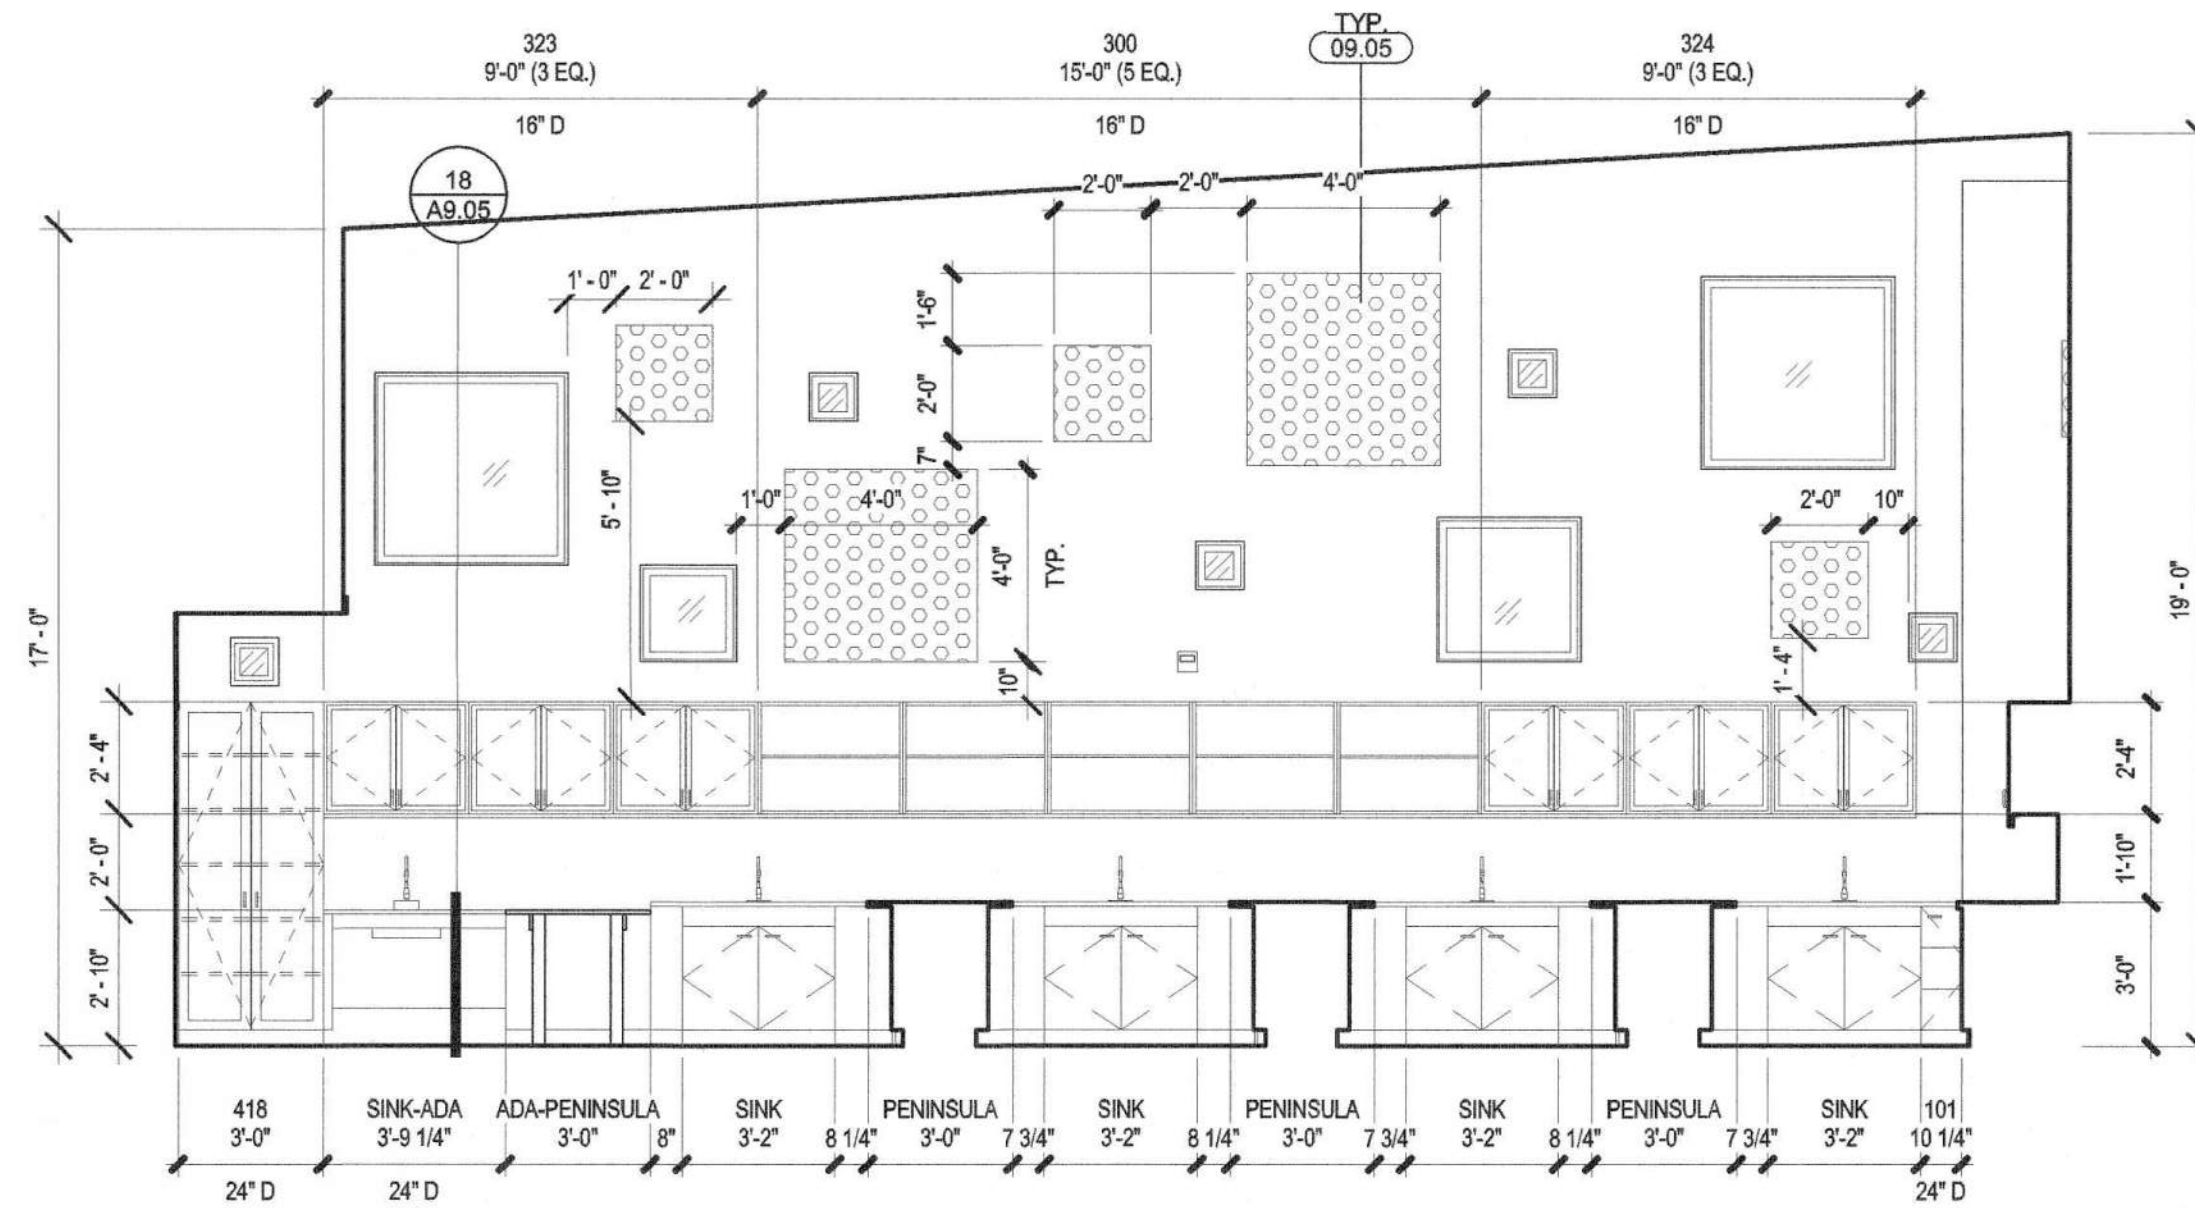 TYP.
09.05
323
9'-0" (3 EQ.)
300
15'-0" (5 EQ.)
324
9'-0" (3 EQ.)
16" D
16" D
16" D
18
A9.05
2'-0"
2'-0"
4'-0"
1' - 0"
2' - 0"
1'-6"
2'-0"
7"
5' - 10"
1'-0"
4'-0"
4'-0"
TYP.
10"
2'-0"
10"
1' - 4"
17' - 0"
19' - 0"
2' - 4"
2' - 0"
2' - 10"
2'-4"
1'-10"
3'-0"
418
SINK-ADA
ADA-PENINSULA
SINK
PENINSULA
SINK
PENINSULA
SINK
PENINSULA
SINK
101
3'-0"
3'-9 1/4"
3'-0"
8"
3'-2"
8 1/4"
3'-0"
7 3/4"
3'-2"
8 1/4"
3'-0"
7 3/4"
3'-2"
8 1/4"
3'-0"
7 3/4"
3'-2"
10 1/4"
24" D
24" D
24" D